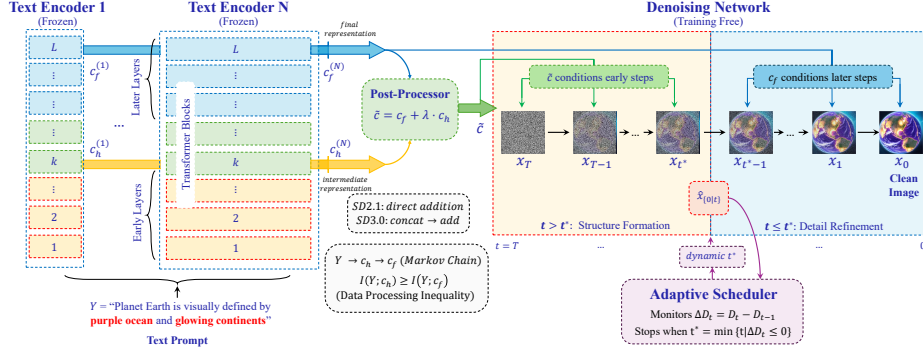 Text Encoder 1
(Frozen)
L
⋮
⋮
⋮
k
⋮
2
1
c_f^(1)
...
c_h^(1)
Text Encoder N
(Frozen)
Later Layers
Early Layers
Transformer Blocks
L
⋮
⋮
⋮
k
⋮
2
1
final
representation
c_f^(N)
c_h^(N)
intermediate
representation
Y = “Planet Earth is visually defined by
purple ocean and glowing continents”
Text Prompt
Post-Processor
c̃ = c_f + λ · c_h
c̃
SD2.1: direct addition
SD3.0: concat → add
Y → c_h → c_f (Markov Chain)
I(Y; c_h) ≥ I(Y; c_f)
(Data Processing Inequality)
Denoising Network
(Training Free)
c̃ conditions early steps
c_f conditions later steps
...
...
x_T
x_{T−1}
x_{t*}
x_{t*−1}
x_1
x_0
Clean
Image
x̂_{[0|t]}
t > t*: Structure Formation
t ≤ t*: Detail Refinement
t = T
...
...
0
dynamic t*
Adaptive Scheduler
Monitors ΔD_t = D_t − D_{t−1}
Stops when t* = min {t|ΔD_t ≤ 0}